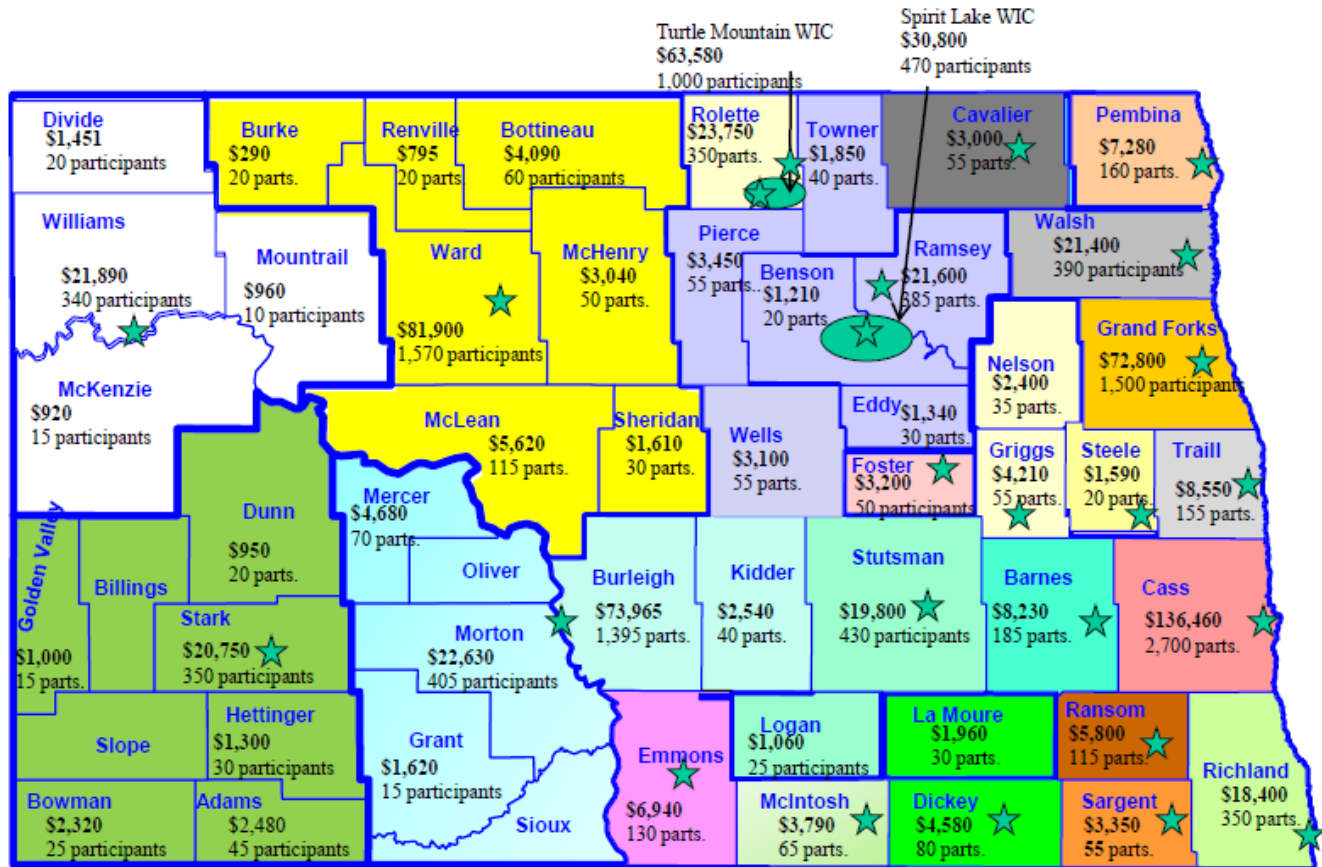 Turtle Mountain WIC
$63,580
1,000 participants
Spirit Lake WIC
$30,800
470 participants
Divide
$1,451
20 participants
Burke
$290
20 parts.
Renville
$795
20 parts.
Bottineau
$4,090
60 participants
Rolette
$23,750
350parts.
Towner
$1,850
40 parts.
Cavalier
$3,000
55 parts.
Pembina
$7,280
160 parts.
Williams
$21,890
340 participants
Mountrail
$960
10 participants
Ward
$81,900
1,570 participants
McHenry
$3,040
50 parts.
Pierce
$3,450
55 parts..
Benson
$1,210
20 parts.
Ramsey
$21,600
385 parts.
Walsh
$21,400
390 participants
McKenzie
$920
15 participants
McLean
$5,620
115 parts.
Sheridan
$1,610
30 parts.
Wells
$3,100
55 parts.
Eddy
$1,340
30 parts.
Nelson
$2,400
35 parts.
Grand Forks
$72,800
1,500 participants
Foster
$3,200
50 participants
Griggs
$4,210
55 parts.
Steele
$1,590
20 parts.
Traill
$8,550
155 parts.
Golden Valley
$1,000
15 parts.
Billings
Dunn
$950
20 parts.
Mercer
$4,680
70 parts.
Oliver
Stark
$20,750
350 participants
Morton
$22,630
405 participants
Burleigh
$73,965
1,395 parts.
Kidder
$2,540
40 parts.
Stutsman
$19,800
430 participants
Barnes
$8,230
185 parts.
Cass
$136,460
2,700 parts.
Slope
Hettinger
$1,300
30 participants
Grant
$1,620
15 participants
Sioux
Emmons
$6,940
130 parts.
Logan
$1,060
25 participants
La Moure
$1,960
30 parts.
Ransom
$5,800
115 parts.
Richland
$18,400
350 parts.
Bowman
$2,320
25 participants
Adams
$2,480
45 participants
McIntosh
$3,790
65 parts.
Dickey
$4,580
80 parts.
Sargent
$3,350
55 parts.